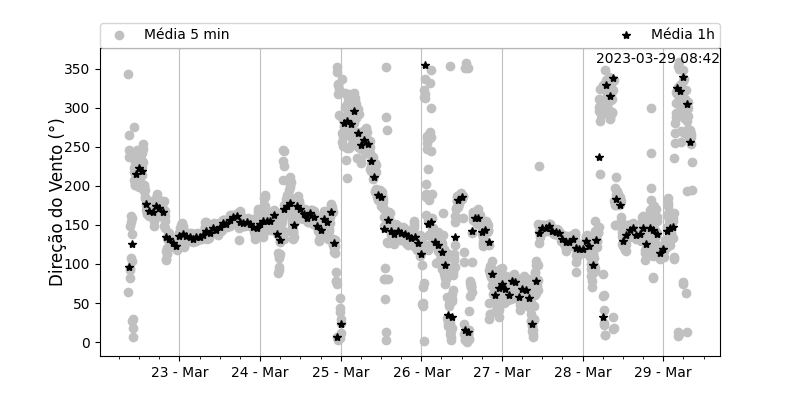 Média 5 min
Média 1h
2023-03-29 08:42
Direção do Vento (°)
350
300
250
200
150
100
50
0
23 - Mar
24 - Mar
25 - Mar
26 - Mar
27 - Mar
28 - Mar
29 - Mar